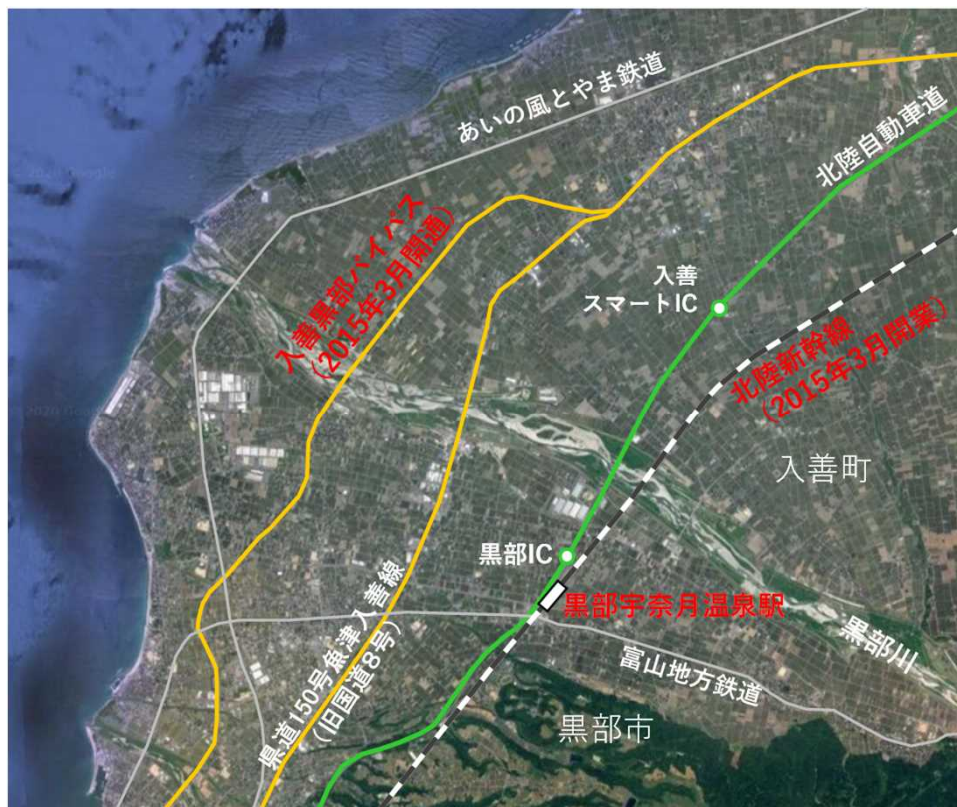 あいの風とやま鉄道
北陸自動車道
入善黒部バイパス
（2015年3月開通）
入善
スマートIC
北陸新幹線
（2015年3月開業）
入善町
黒部IC
黒部宇奈月温泉駅
黒部川
県道150号魚津入善線
（旧国道8号）
富山地方鉄道
黒部市